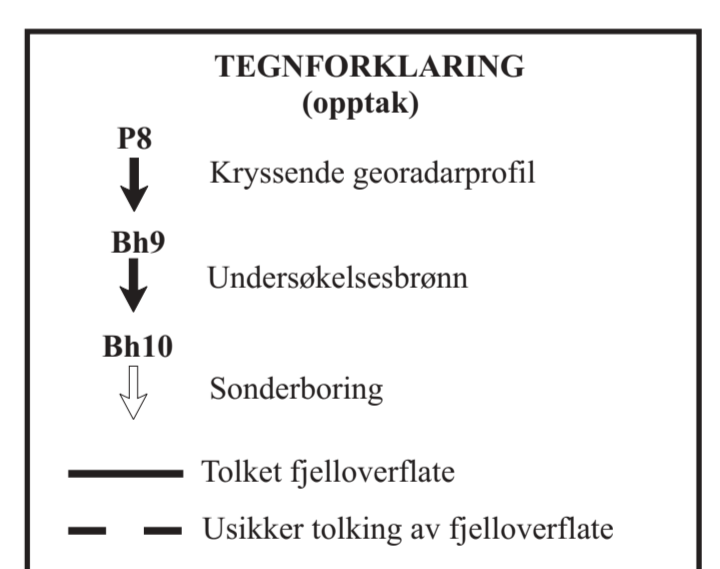 TEGNFORKLARING
(opptak)
P8
Kryssende georadarprofil
Bh9
Undersøkelsesbrønn
Bh10
Sonderboring
Tolket fjelloverflate
Usikker tolking av fjelloverflate